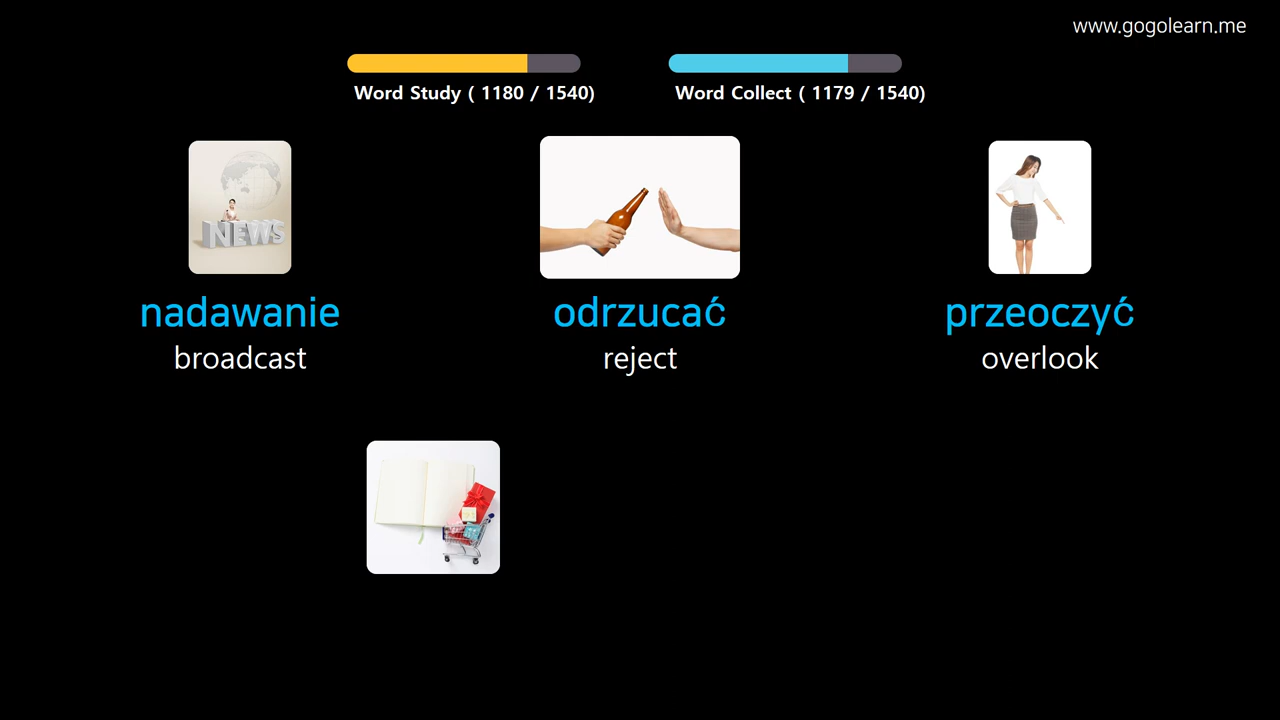 www.gogolearn.me
Word Study ( 1180 / 1540)
Word Collect ( 1179 / 1540)
NEWS
nadawanie
broadcast
odrzucać
reject
przeoczyć
overlook